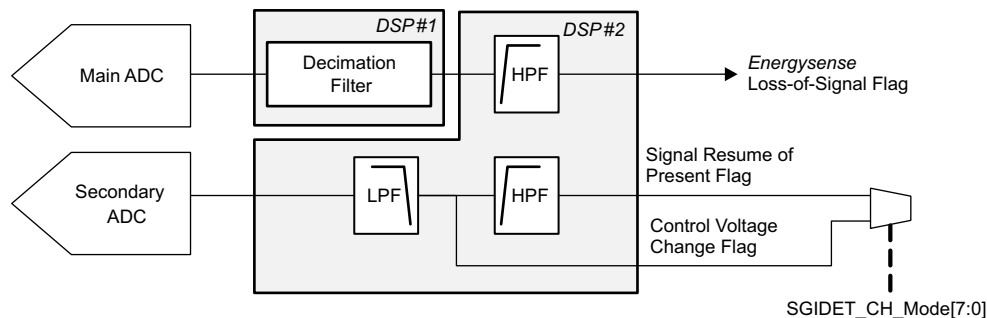 DSP#1
DSP#2
Main ADC
Decimation
Filter
HPF
Energysense
Loss-of-Signal Flag
Secondary
ADC
LPF
HPF
Signal Resume of
Present Flag
Control Voltage
Change Flag
SGIDET_CH_Mode[7:0]